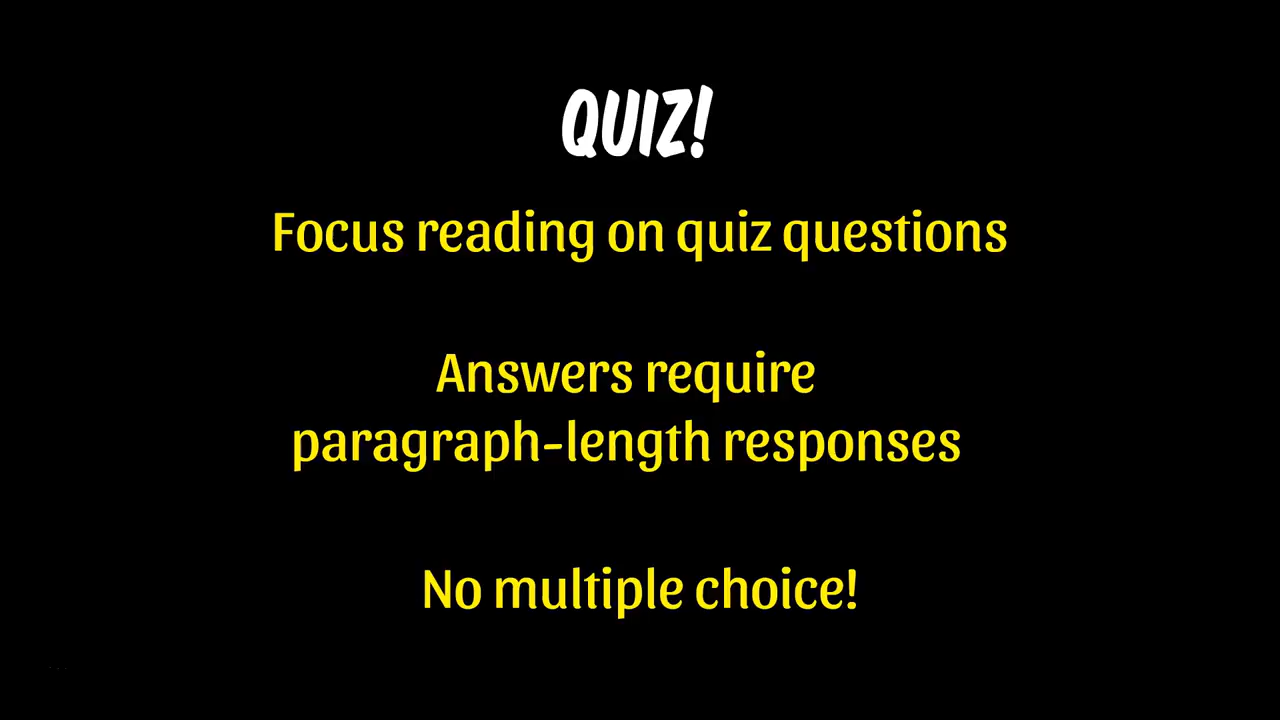 QUIZ!
Focus reading on quiz questions
Answers require
paragraph-length responses
No multiple choice!